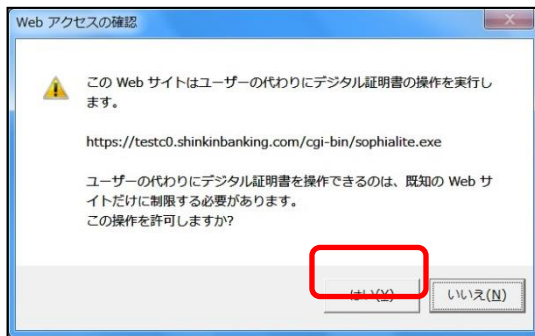 Web アクセスの確認
この Web サイトはユーザーの代わりにデジタル証明書の操作を実行し
ます。
https://testc0.shinkinbanking.com/cgi-bin/sophialite.exe
ユーザーの代わりにデジタル証明書を操作できるのは、既知の Web サ
イトだけに制限する必要があります。
この操作を許可しますか?
はい(Y)
いいえ(N)